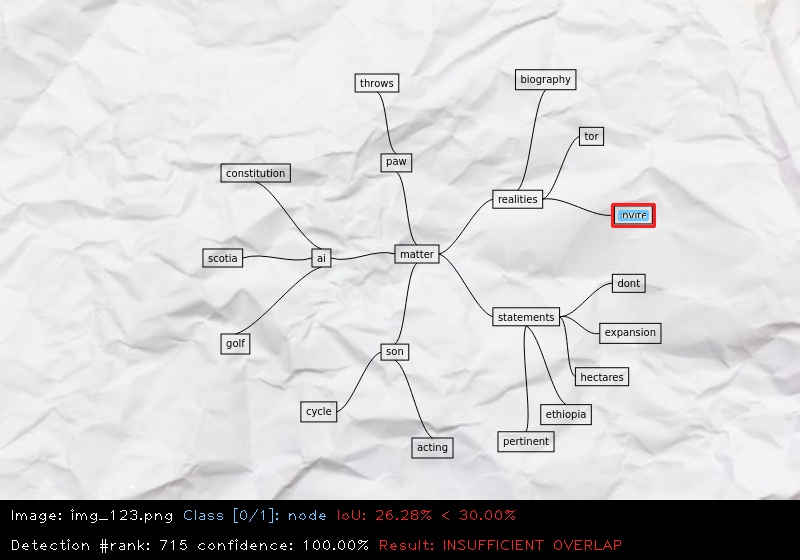 throws
biography
tor
paw
constitution
realities
matter
scotia
ai
dont
statements
expansion
golf
son
hectares
cycle
ethiopia
pertinent
acting
Image: img_123.png Class [0/1]: node IoU: 26.28% < 30.00%
Detection #rank: 715 confidence: 100.00% Result: INSUFFICIENT OVERLAP